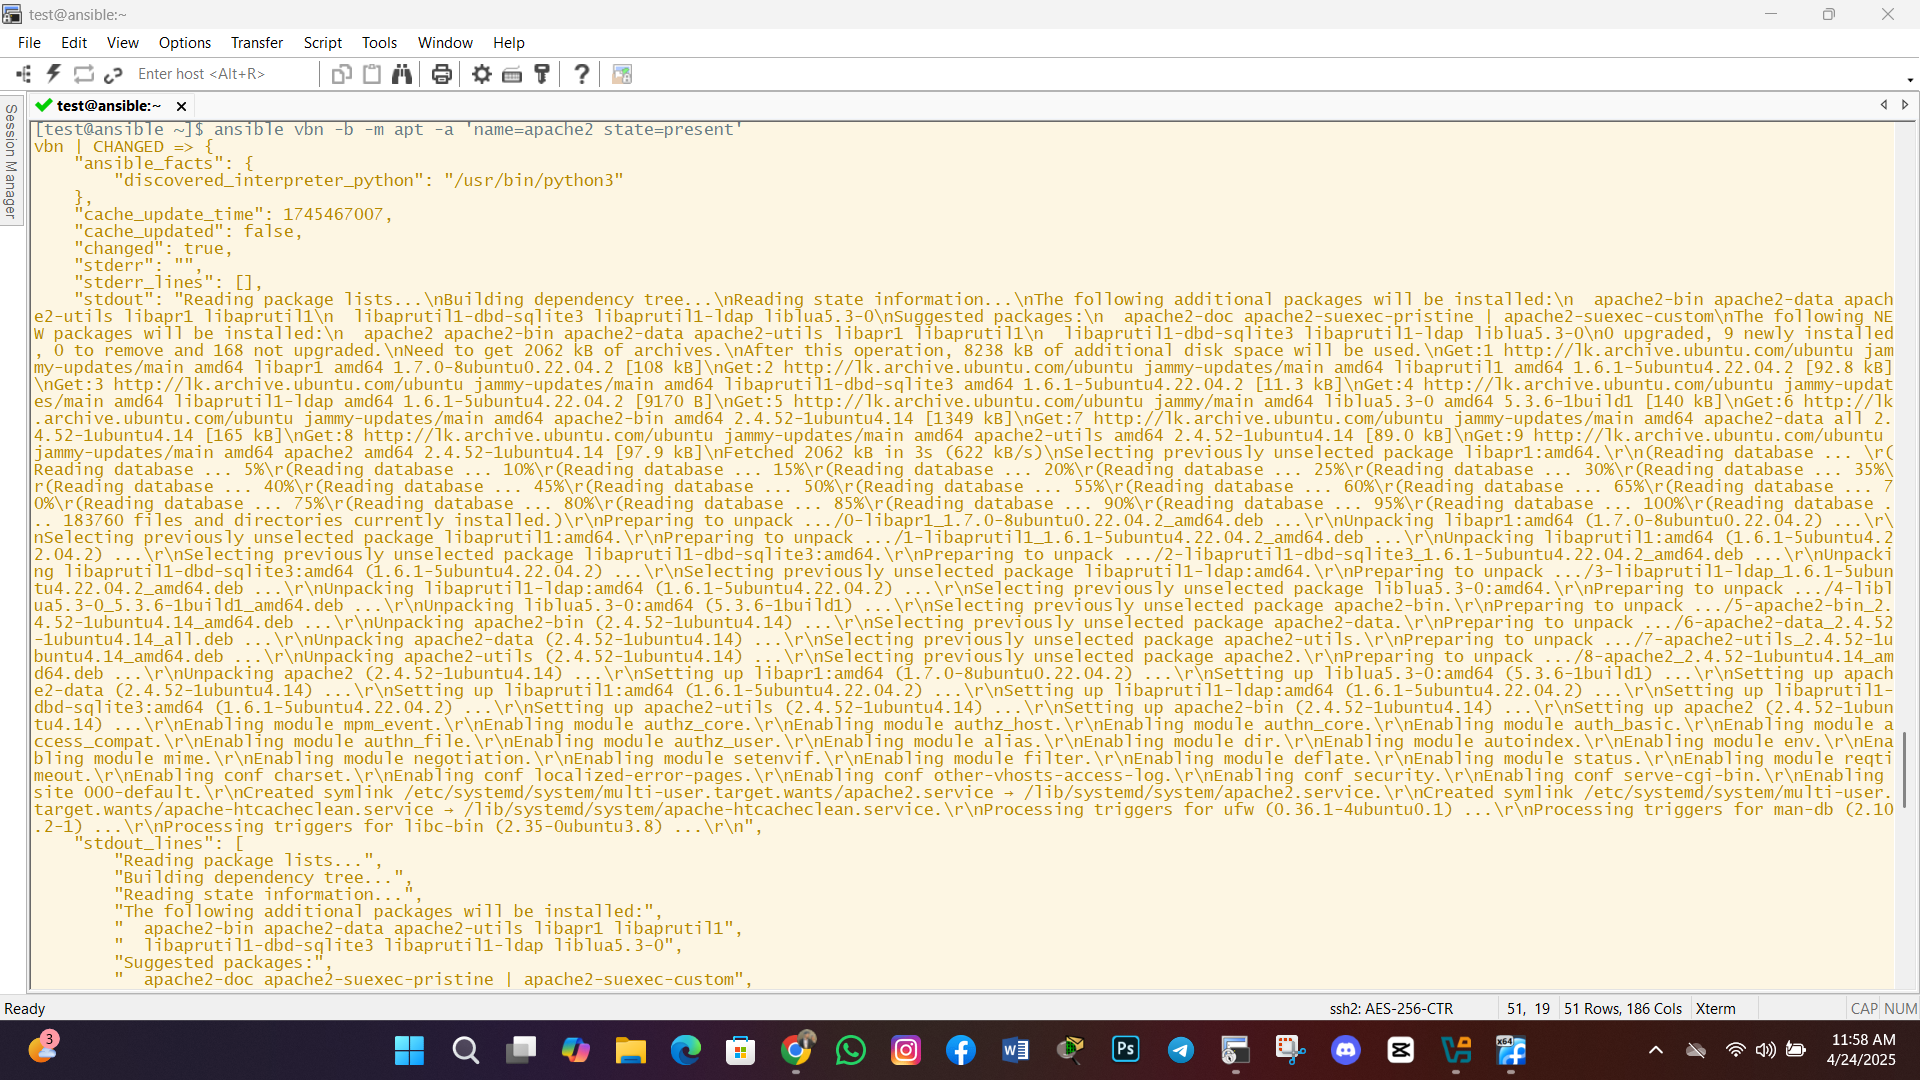 test@ansible:~
File Edit View Options Transfer Script Tools Window Help
Enter host <Alt+R>
Session Manager
test@ansible:~
[test@ansible ~]$ ansible vbn -b -m apt -a 'name=apache2 state=present'
vbn | CHANGED => {
    "ansible_facts": {
        "discovered_interpreter_python": "/usr/bin/python3"
    },
    "cache_update_time": 1745467007,
    "cache_updated": false,
    "changed": true,
    "stderr": "",
    "stderr_lines": [],
    "stdout": "Reading package lists...\nBuilding dependency tree...\nReading state information...\nThe following additional packages will be installed:\n  apache2-bin apache2-data apach
e2-utils libapr1 libaprutil1\n  libaprutil1-dbd-sqlite3 libaprutil1-ldap liblua5.3-0\nSuggested packages:\n  apache2-doc apache2-suexec-pristine | apache2-suexec-custom\nThe following NE
W packages will be installed:\n  apache2 apache2-bin apache2-data apache2-utils libapr1 libaprutil1\n  libaprutil1-dbd-sqlite3 libaprutil1-ldap liblua5.3-0\n0 upgraded, 9 newly installed
, 0 to remove and 168 not upgraded.\nNeed to get 2062 kB of archives.\nAfter this operation, 8238 kB of additional disk space will be used.\nGet:1 http://lk.archive.ubuntu.com/ubuntu jam
my-updates/main amd64 libapr1 amd64 1.7.0-8ubuntu0.22.04.2 [108 kB]\nGet:2 http://lk.archive.ubuntu.com/ubuntu jammy-updates/main amd64 libaprutil1 amd64 1.6.1-5ubuntu4.22.04.2 [92.8 kB]
\nGet:3 http://lk.archive.ubuntu.com/ubuntu jammy-updates/main amd64 libaprutil1-dbd-sqlite3 amd64 1.6.1-5ubuntu4.22.04.2 [11.3 kB]\nGet:4 http://lk.archive.ubuntu.com/ubuntu jammy-updat
es/main amd64 libaprutil1-ldap amd64 1.6.1-5ubuntu4.22.04.2 [9170 B]\nGet:5 http://lk.archive.ubuntu.com/ubuntu jammy/main amd64 liblua5.3-0 amd64 5.3.6-1build1 [140 kB]\nGet:6 http://lk
.archive.ubuntu.com/ubuntu jammy-updates/main amd64 apache2-bin amd64 2.4.52-1ubuntu4.14 [1349 kB]\nGet:7 http://lk.archive.ubuntu.com/ubuntu jammy-updates/main amd64 apache2-data all 2.
4.52-1ubuntu4.14 [165 kB]\nGet:8 http://lk.archive.ubuntu.com/ubuntu jammy-updates/main amd64 apache2-utils amd64 2.4.52-1ubuntu4.14 [89.0 kB]\nGet:9 http://lk.archive.ubuntu.com/ubuntu 
jammy-updates/main amd64 apache2 amd64 2.4.52-1ubuntu4.14 [97.9 kB]\nFetched 2062 kB in 3s (622 kB/s)\nSelecting previously unselected package libapr1:amd64.\r\n(Reading database ... \r(
Reading database ... 5%\r(Reading database ... 10%\r(Reading database ... 15%\r(Reading database ... 20%\r(Reading database ... 25%\r(Reading database ... 30%\r(Reading database ... 35%\
r(Reading database ... 40%\r(Reading database ... 45%\r(Reading database ... 50%\r(Reading database ... 55%\r(Reading database ... 60%\r(Reading database ... 65%\r(Reading database ... 7
0%\r(Reading database ... 75%\r(Reading database ... 80%\r(Reading database ... 85%\r(Reading database ... 90%\r(Reading database ... 95%\r(Reading database ... 100%\r(Reading database .
.. 183760 files and directories currently installed.)\r\nPreparing to unpack .../0-libapr1_1.7.0-8ubuntu0.22.04.2_amd64.deb ...\r\nUnpacking libapr1:amd64 (1.7.0-8ubuntu0.22.04.2) ...\r\
nSelecting previously unselected package libaprutil1:amd64.\r\nPreparing to unpack .../1-libaprutil1_1.6.1-5ubuntu4.22.04.2_amd64.deb ...\r\nUnpacking libaprutil1:amd64 (1.6.1-5ubuntu4.2
2.04.2) ...\r\nSelecting previously unselected package libaprutil1-dbd-sqlite3:amd64.\r\nPreparing to unpack .../2-libaprutil1-dbd-sqlite3_1.6.1-5ubuntu4.22.04.2_amd64.deb ...\r\nUnpacki
ng libaprutil1-dbd-sqlite3:amd64 (1.6.1-5ubuntu4.22.04.2) ...\r\nSelecting previously unselected package libaprutil1-ldap:amd64.\r\nPreparing to unpack .../3-libaprutil1-ldap_1.6.1-5ubun
tu4.22.04.2_amd64.deb ...\r\nUnpacking libaprutil1-ldap:amd64 (1.6.1-5ubuntu4.22.04.2) ...\r\nSelecting previously unselected package liblua5.3-0:amd64.\r\nPreparing to unpack .../4-libl
ua5.3-0_5.3.6-1build1_amd64.deb ...\r\nUnpacking liblua5.3-0:amd64 (5.3.6-1build1) ...\r\nSelecting previously unselected package apache2-bin.\r\nPreparing to unpack .../5-apache2-bin_2.
4.52-1ubuntu4.14_amd64.deb ...\r\nUnpacking apache2-bin (2.4.52-1ubuntu4.14) ...\r\nSelecting previously unselected package apache2-data.\r\nPreparing to unpack .../6-apache2-data_2.4.52
-1ubuntu4.14_all.deb ...\r\nUnpacking apache2-data (2.4.52-1ubuntu4.14) ...\r\nSelecting previously unselected package apache2-utils.\r\nPreparing to unpack .../7-apache2-utils_2.4.52-1u
buntu4.14_amd64.deb ...\r\nUnpacking apache2-utils (2.4.52-1ubuntu4.14) ...\r\nSelecting previously unselected package apache2.\r\nPreparing to unpack .../8-apache2_2.4.52-1ubuntu4.14_am
d64.deb ...\r\nUnpacking apache2 (2.4.52-1ubuntu4.14) ...\r\nSetting up libapr1:amd64 (1.7.0-8ubuntu0.22.04.2) ...\r\nSetting up liblua5.3-0:amd64 (5.3.6-1build1) ...\r\nSetting up apach
e2-data (2.4.52-1ubuntu4.14) ...\r\nSetting up libaprutil1:amd64 (1.6.1-5ubuntu4.22.04.2) ...\r\nSetting up libaprutil1-ldap:amd64 (1.6.1-5ubuntu4.22.04.2) ...\r\nSetting up libaprutil1-
dbd-sqlite3:amd64 (1.6.1-5ubuntu4.22.04.2) ...\r\nSetting up apache2-utils (2.4.52-1ubuntu4.14) ...\r\nSetting up apache2-bin (2.4.52-1ubuntu4.14) ...\r\nSetting up apache2 (2.4.52-1ubun
tu4.14) ...\r\nEnabling module mpm_event.\r\nEnabling module authz_core.\r\nEnabling module authz_host.\r\nEnabling module authn_core.\r\nEnabling module auth_basic.\r\nEnabling module a
ccess_compat.\r\nEnabling module authn_file.\r\nEnabling module authz_user.\r\nEnabling module alias.\r\nEnabling module dir.\r\nEnabling module autoindex.\r\nEnabling module env.\r\nEna
bling module mime.\r\nEnabling module negotiation.\r\nEnabling module setenvif.\r\nEnabling module filter.\r\nEnabling module deflate.\r\nEnabling module status.\r\nEnabling module reqti
meout.\r\nEnabling conf charset.\r\nEnabling conf localized-error-pages.\r\nEnabling conf other-vhosts-access-log.\r\nEnabling conf security.\r\nEnabling conf serve-cgi-bin.\r\nEnabling 
site 000-default.\r\nCreated symlink /etc/systemd/system/multi-user.target.wants/apache2.service → /lib/systemd/system/apache2.service.\r\nCreated symlink /etc/systemd/system/multi-user.
target.wants/apache-htcacheclean.service → /lib/systemd/system/apache-htcacheclean.service.\r\nProcessing triggers for ufw (0.36.1-4ubuntu0.1) ...\r\nProcessing triggers for man-db (2.10
.2-1) ...\r\nProcessing triggers for libc-bin (2.35-0ubuntu3.8) ...\r\n",
    "stdout_lines": [
        "Reading package lists...",
        "Building dependency tree...",
        "Reading state information...",
        "The following additional packages will be installed:",
        "  apache2-bin apache2-data apache2-utils libapr1 libaprutil1",
        "  libaprutil1-dbd-sqlite3 libaprutil1-ldap liblua5.3-0",
        "Suggested packages:",
        "  apache2-doc apache2-suexec-pristine | apache2-suexec-custom",
Ready ssh2: AES-256-CTR 51, 19 51 Rows, 186 Cols Xterm CAP NUM
3
Ps
x64
11:58 AM
4/24/2025